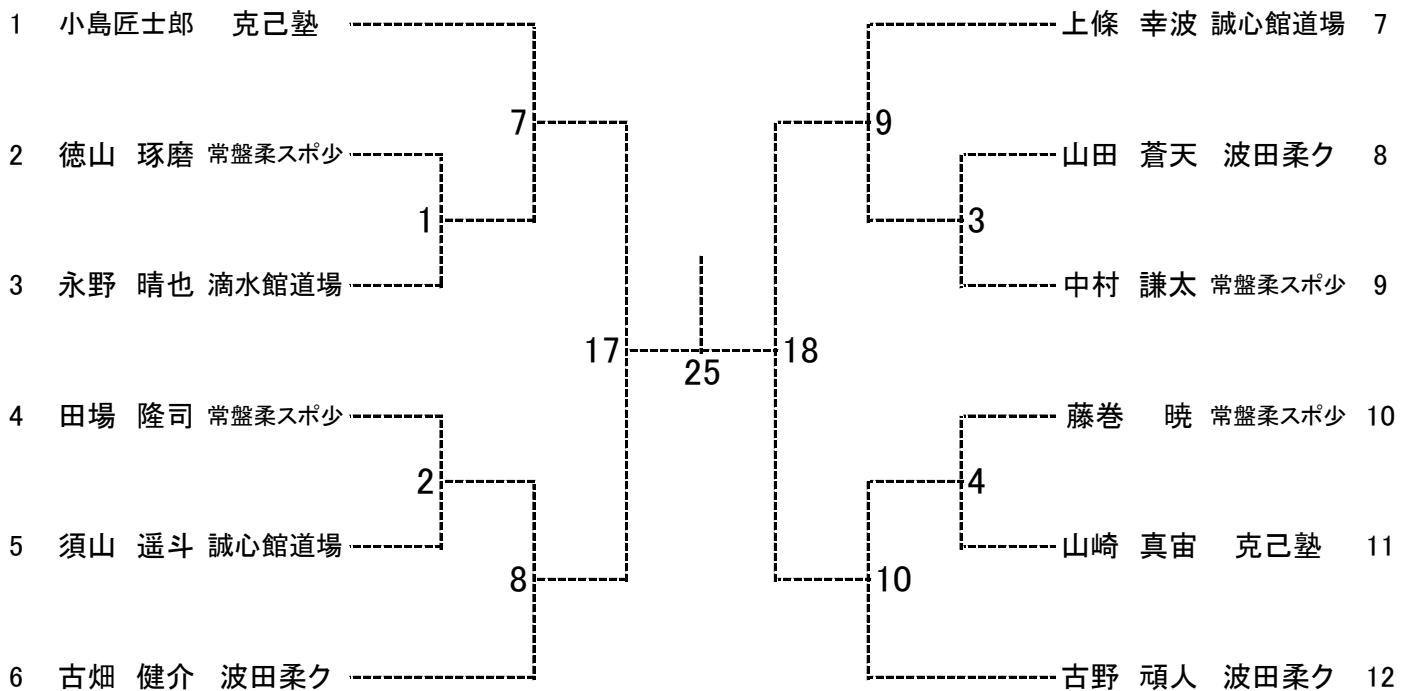 1 小島匠士郎 克己塾
上條 幸波 誠心館道場 7
7
9
2 徳山 琢磨 常盤柔スポ少
山田 蒼天 波田柔ク 8
1
3
3 永野 晴也 滴水館道場
中村 謙太 常盤柔スポ少 9
17
18
25
4 田場 隆司 常盤柔スポ少
藤巻 暁 常盤柔スポ少 10
2
4
5 須山 遥斗 誠心館道場
山崎 真宙 克己塾 11
8
10
6 古畑 健介 波田柔ク
古野 頑人 波田柔ク 12